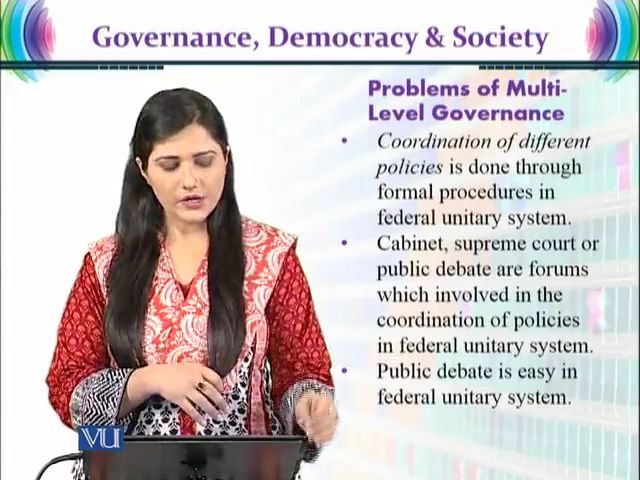 Governance, Democracy & Society
Problems of Multi-
Level Governance
• Coordination of different
policies is done through
formal procedures in
federal unitary system.
• Cabinet, supreme court or
public debate are forums
which involved in the
coordination of policies
in federal unitary system.
• Public debate is easy in
federal unitary system.
VU